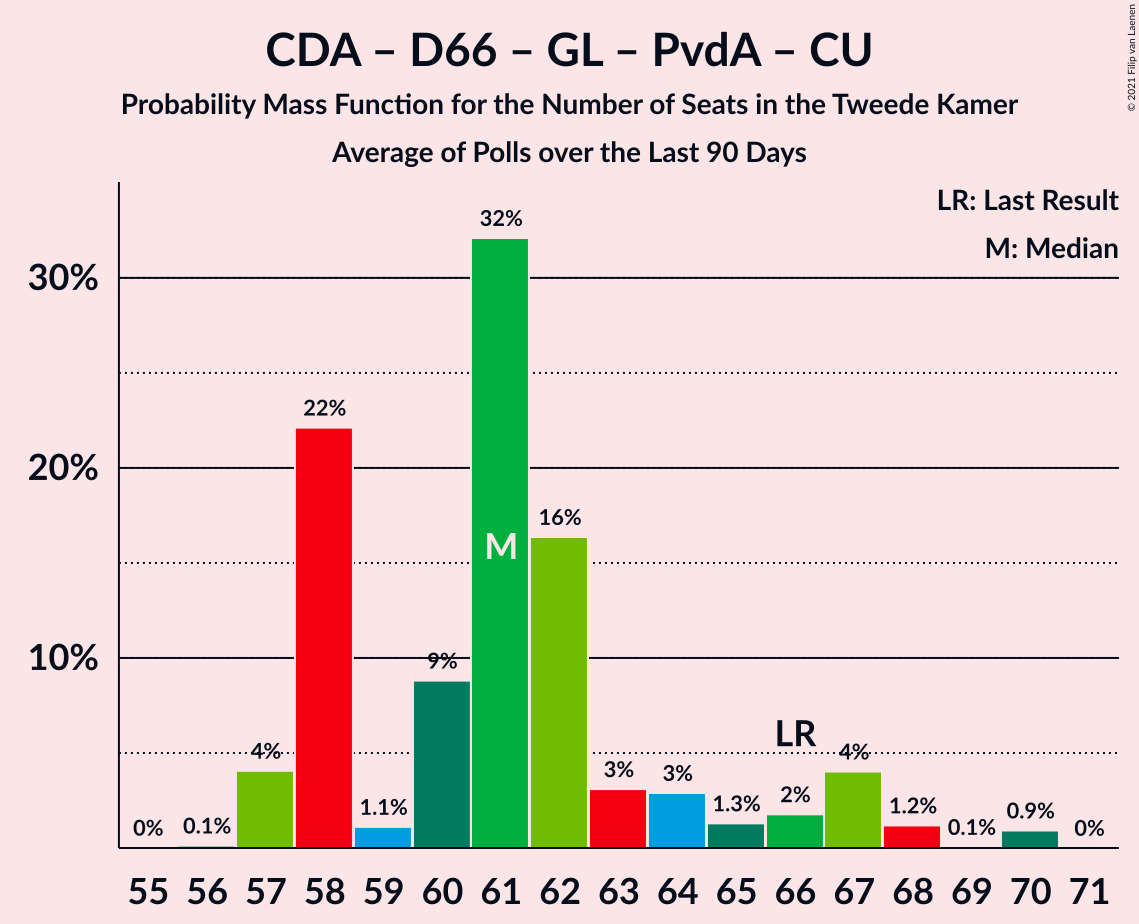 CDA – D66 – GL – PvdA – CU
Probability Mass Function for the Number of Seats in the Tweede Kamer
Average of Polls over the Last 90 Days
© 2021 Filip van Laenen
LR: Last Result
M: Median
30%
20%
10%
0%
0.1%
4%
22%
1.1%
9%
32%
M
16%
3%
3%
1.3%
LR
2%
4%
1.2%
0.1%
0.9%
0%
55 56 57 58 59 60 61 62 63 64 65 66 67 68 69 70 71